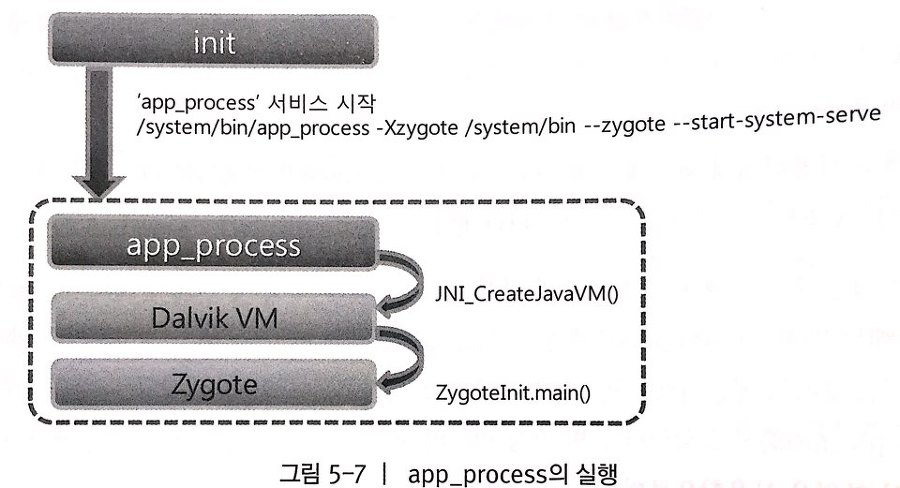 init
‘app_process’ 서비스 시작
/system/bin/app_process -Xzygote /system/bin --zygote --start-system-serve
app_process
JNI_CreateJavaVM()
Dalvik VM
Zygote
ZygoteInit.main()
그림 5-7 | app_process의 실행